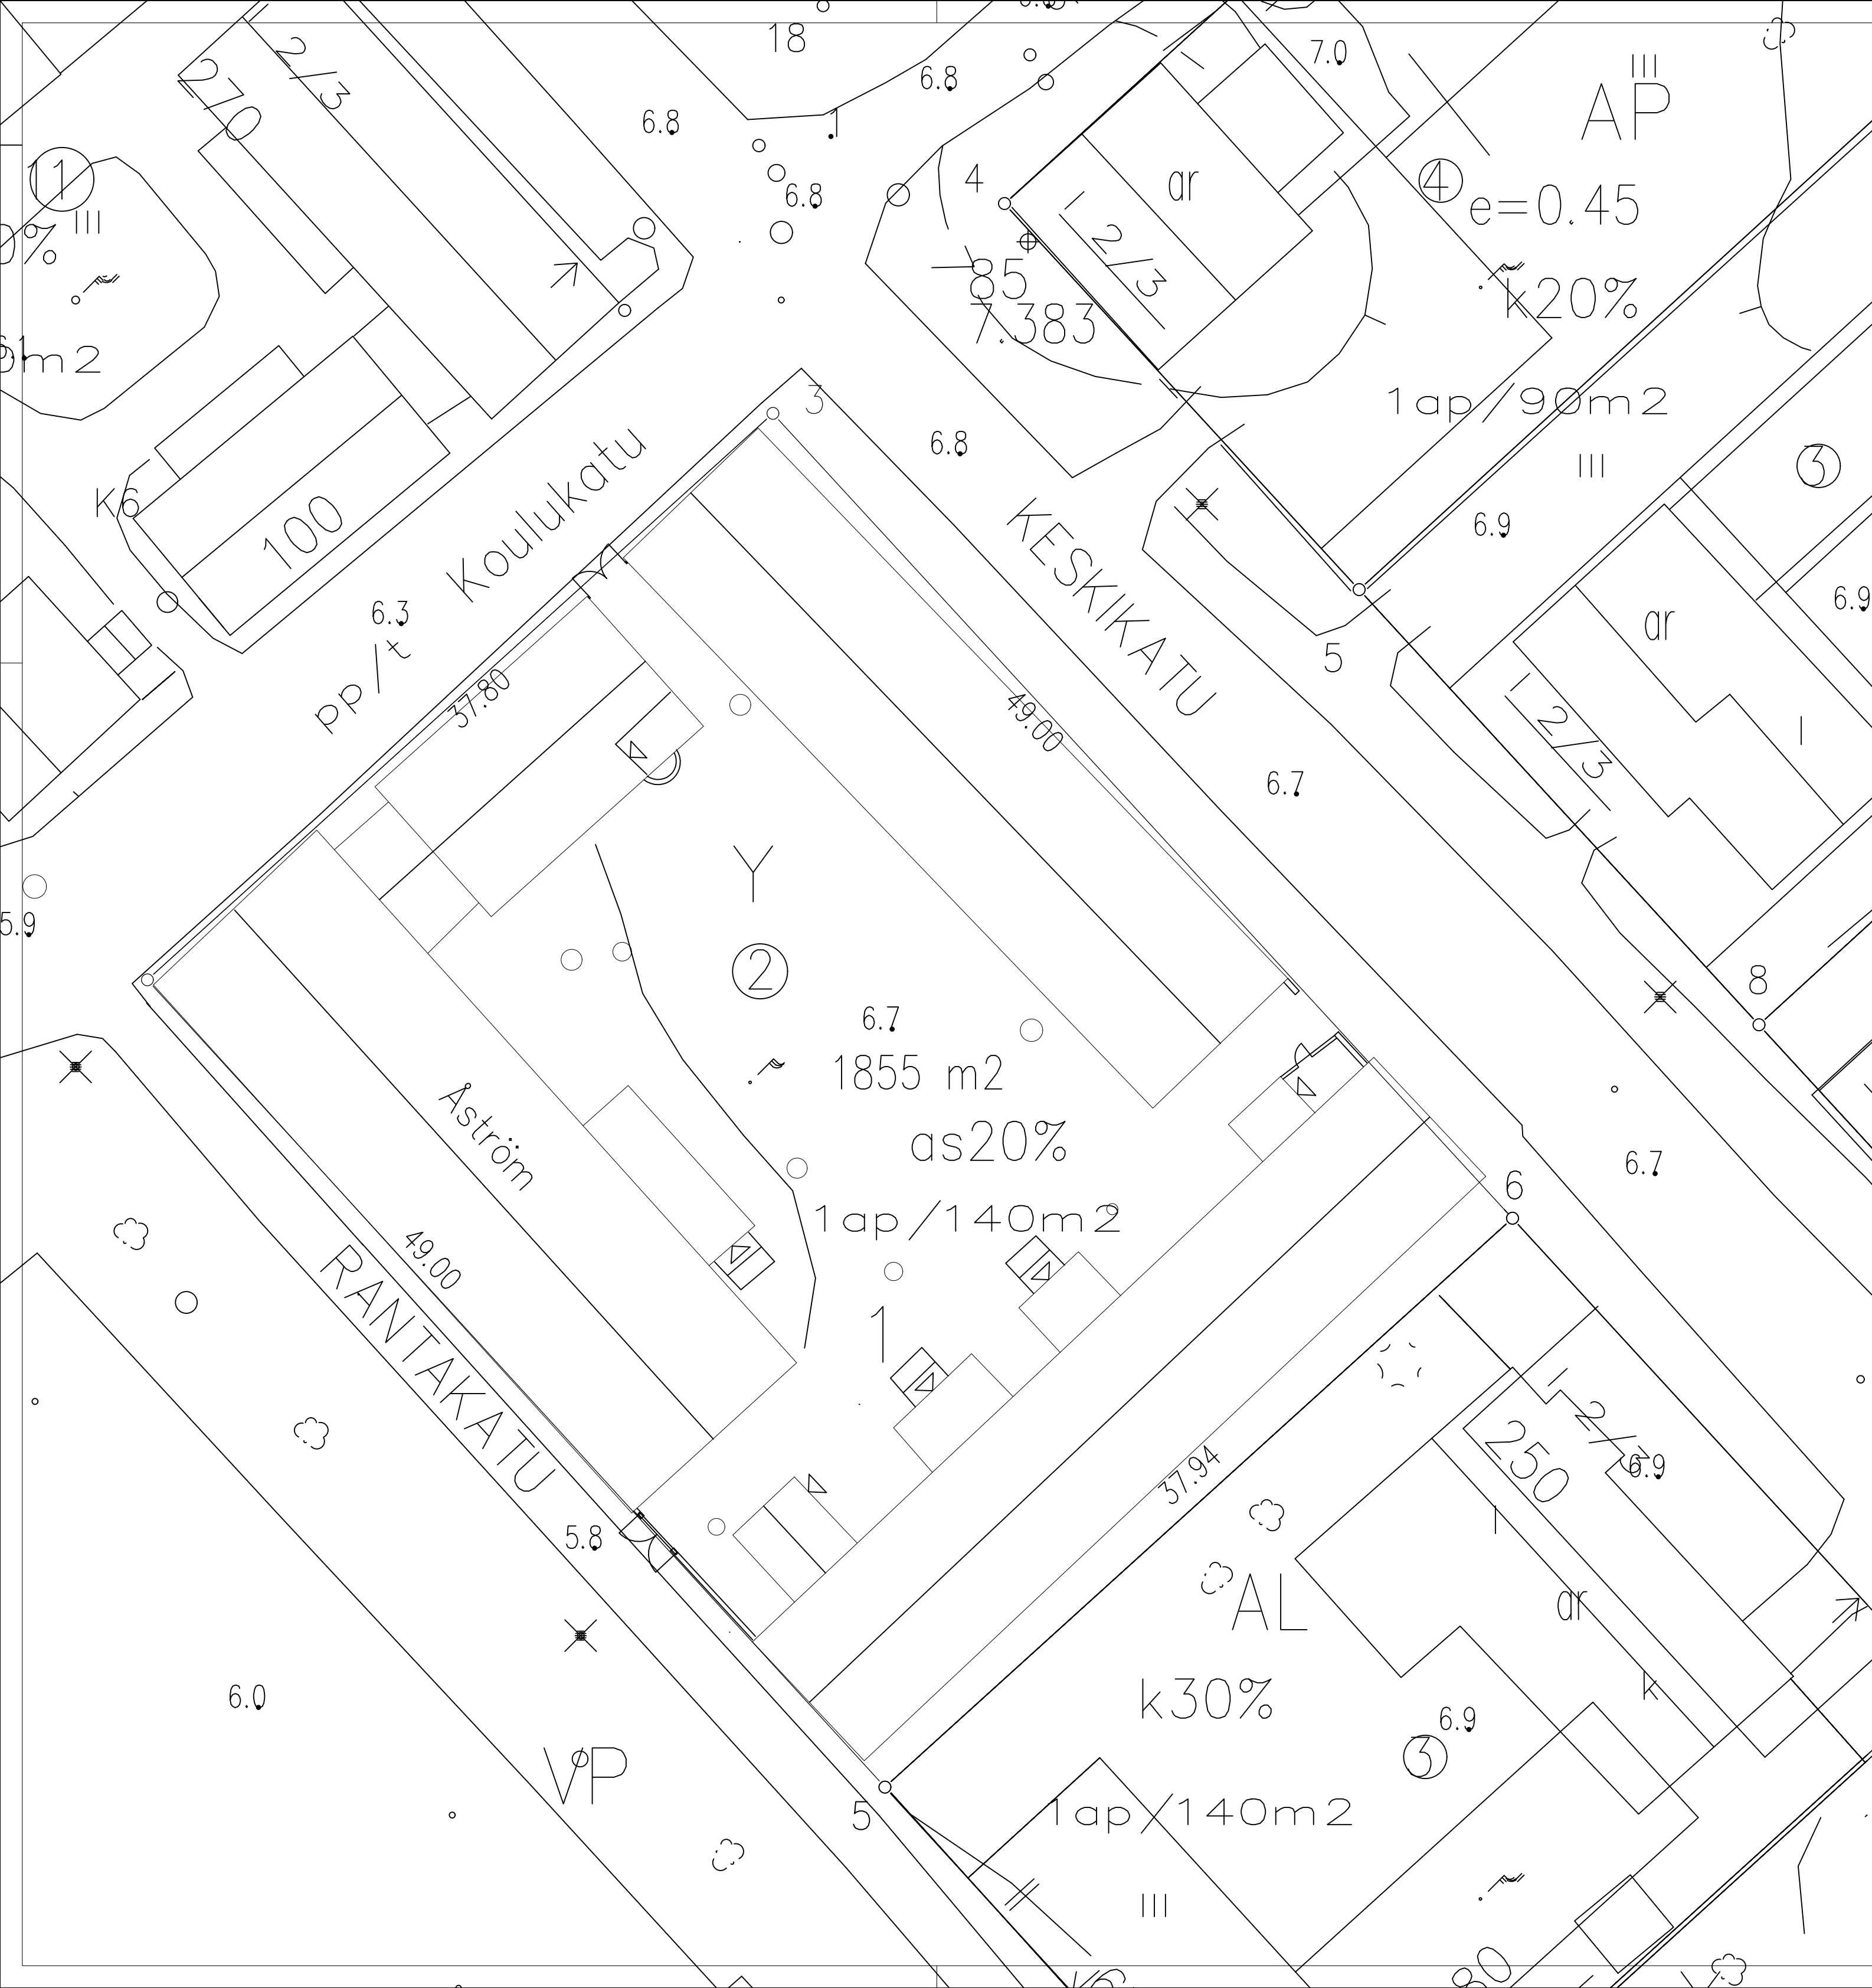 18
6.8
7.0
III
AP
2/3
270
6.8
1
6.8
4
ar
4
e=0.45
11
III
%
I 2/3
85
7.383
k20%
m2
1ap/90m2
3
6.8
III
3
K6
100
Koulukatu
KESKIKATU
6.9
6.9
6.3
pp/t
ar
5
37.80
49.00
I 2/3
I
6.7
Y
5.9
2
8
6.7
1855 m2
Åström
as20%
6.7
6
1ap/140m2
49.00
RANTAKATU
1
I 2/3
250
6.9
37.94
5.8
I
AL
ar
k30%
k
6.0
6.9
VP
3
5
1ap/140m2
III